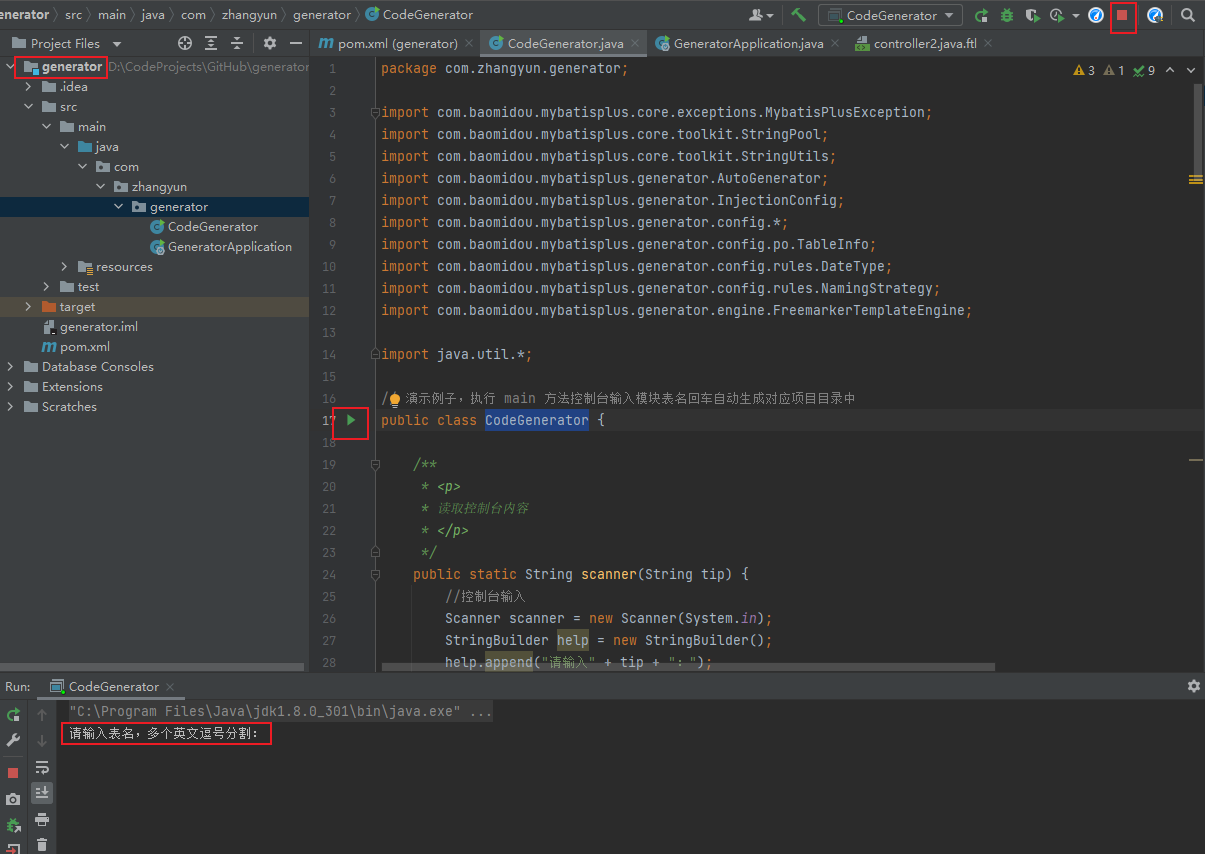 enerator › src › main › java › com › zhangyun › generator › CodeGenerator
CodeGenerator
Project Files
pom.xml (generator)
CodeGenerator.java
GeneratorApplication.java
controller2.java.ftl
generator D:\CodeProjects\GitHub\generator
.idea
src
main
java
com
zhangyun
generator
CodeGenerator
GeneratorApplication
resources
test
target
generator.iml
pom.xml
Database Consoles
Extensions
Scratches
3 1 9
1 package com.zhangyun.generator;
2
3 import com.baomidou.mybatisplus.core.exceptions.MybatisPlusException;
4 import com.baomidou.mybatisplus.core.toolkit.StringPool;
5 import com.baomidou.mybatisplus.core.toolkit.StringUtils;
6 import com.baomidou.mybatisplus.generator.AutoGenerator;
7 import com.baomidou.mybatisplus.generator.InjectionConfig;
8 import com.baomidou.mybatisplus.generator.config.*;
9 import com.baomidou.mybatisplus.generator.config.po.TableInfo;
10 import com.baomidou.mybatisplus.generator.config.rules.DateType;
11 import com.baomidou.mybatisplus.generator.config.rules.NamingStrategy;
12 import com.baomidou.mybatisplus.generator.engine.FreemarkerTemplateEngine;
13
14 import java.util.*;
15
16 / 演示例子，执行 main 方法控制台输入模块表名回车自动生成对应项目目录中
17 public class CodeGenerator {
18
19 /**
20 * <p>
21 * 读取控制台内容
22 * </p>
23 */
24 public static String scanner(String tip) {
25 //控制台输入
26 Scanner scanner = new Scanner(System.in);
27 StringBuilder help = new StringBuilder();
28 help.append("请输入" + tip + "：");
Run: CodeGenerator
"C:\Program Files\Java\jdk1.8.0_301\bin\java.exe" ...
请输入表名，多个英文逗号分割：